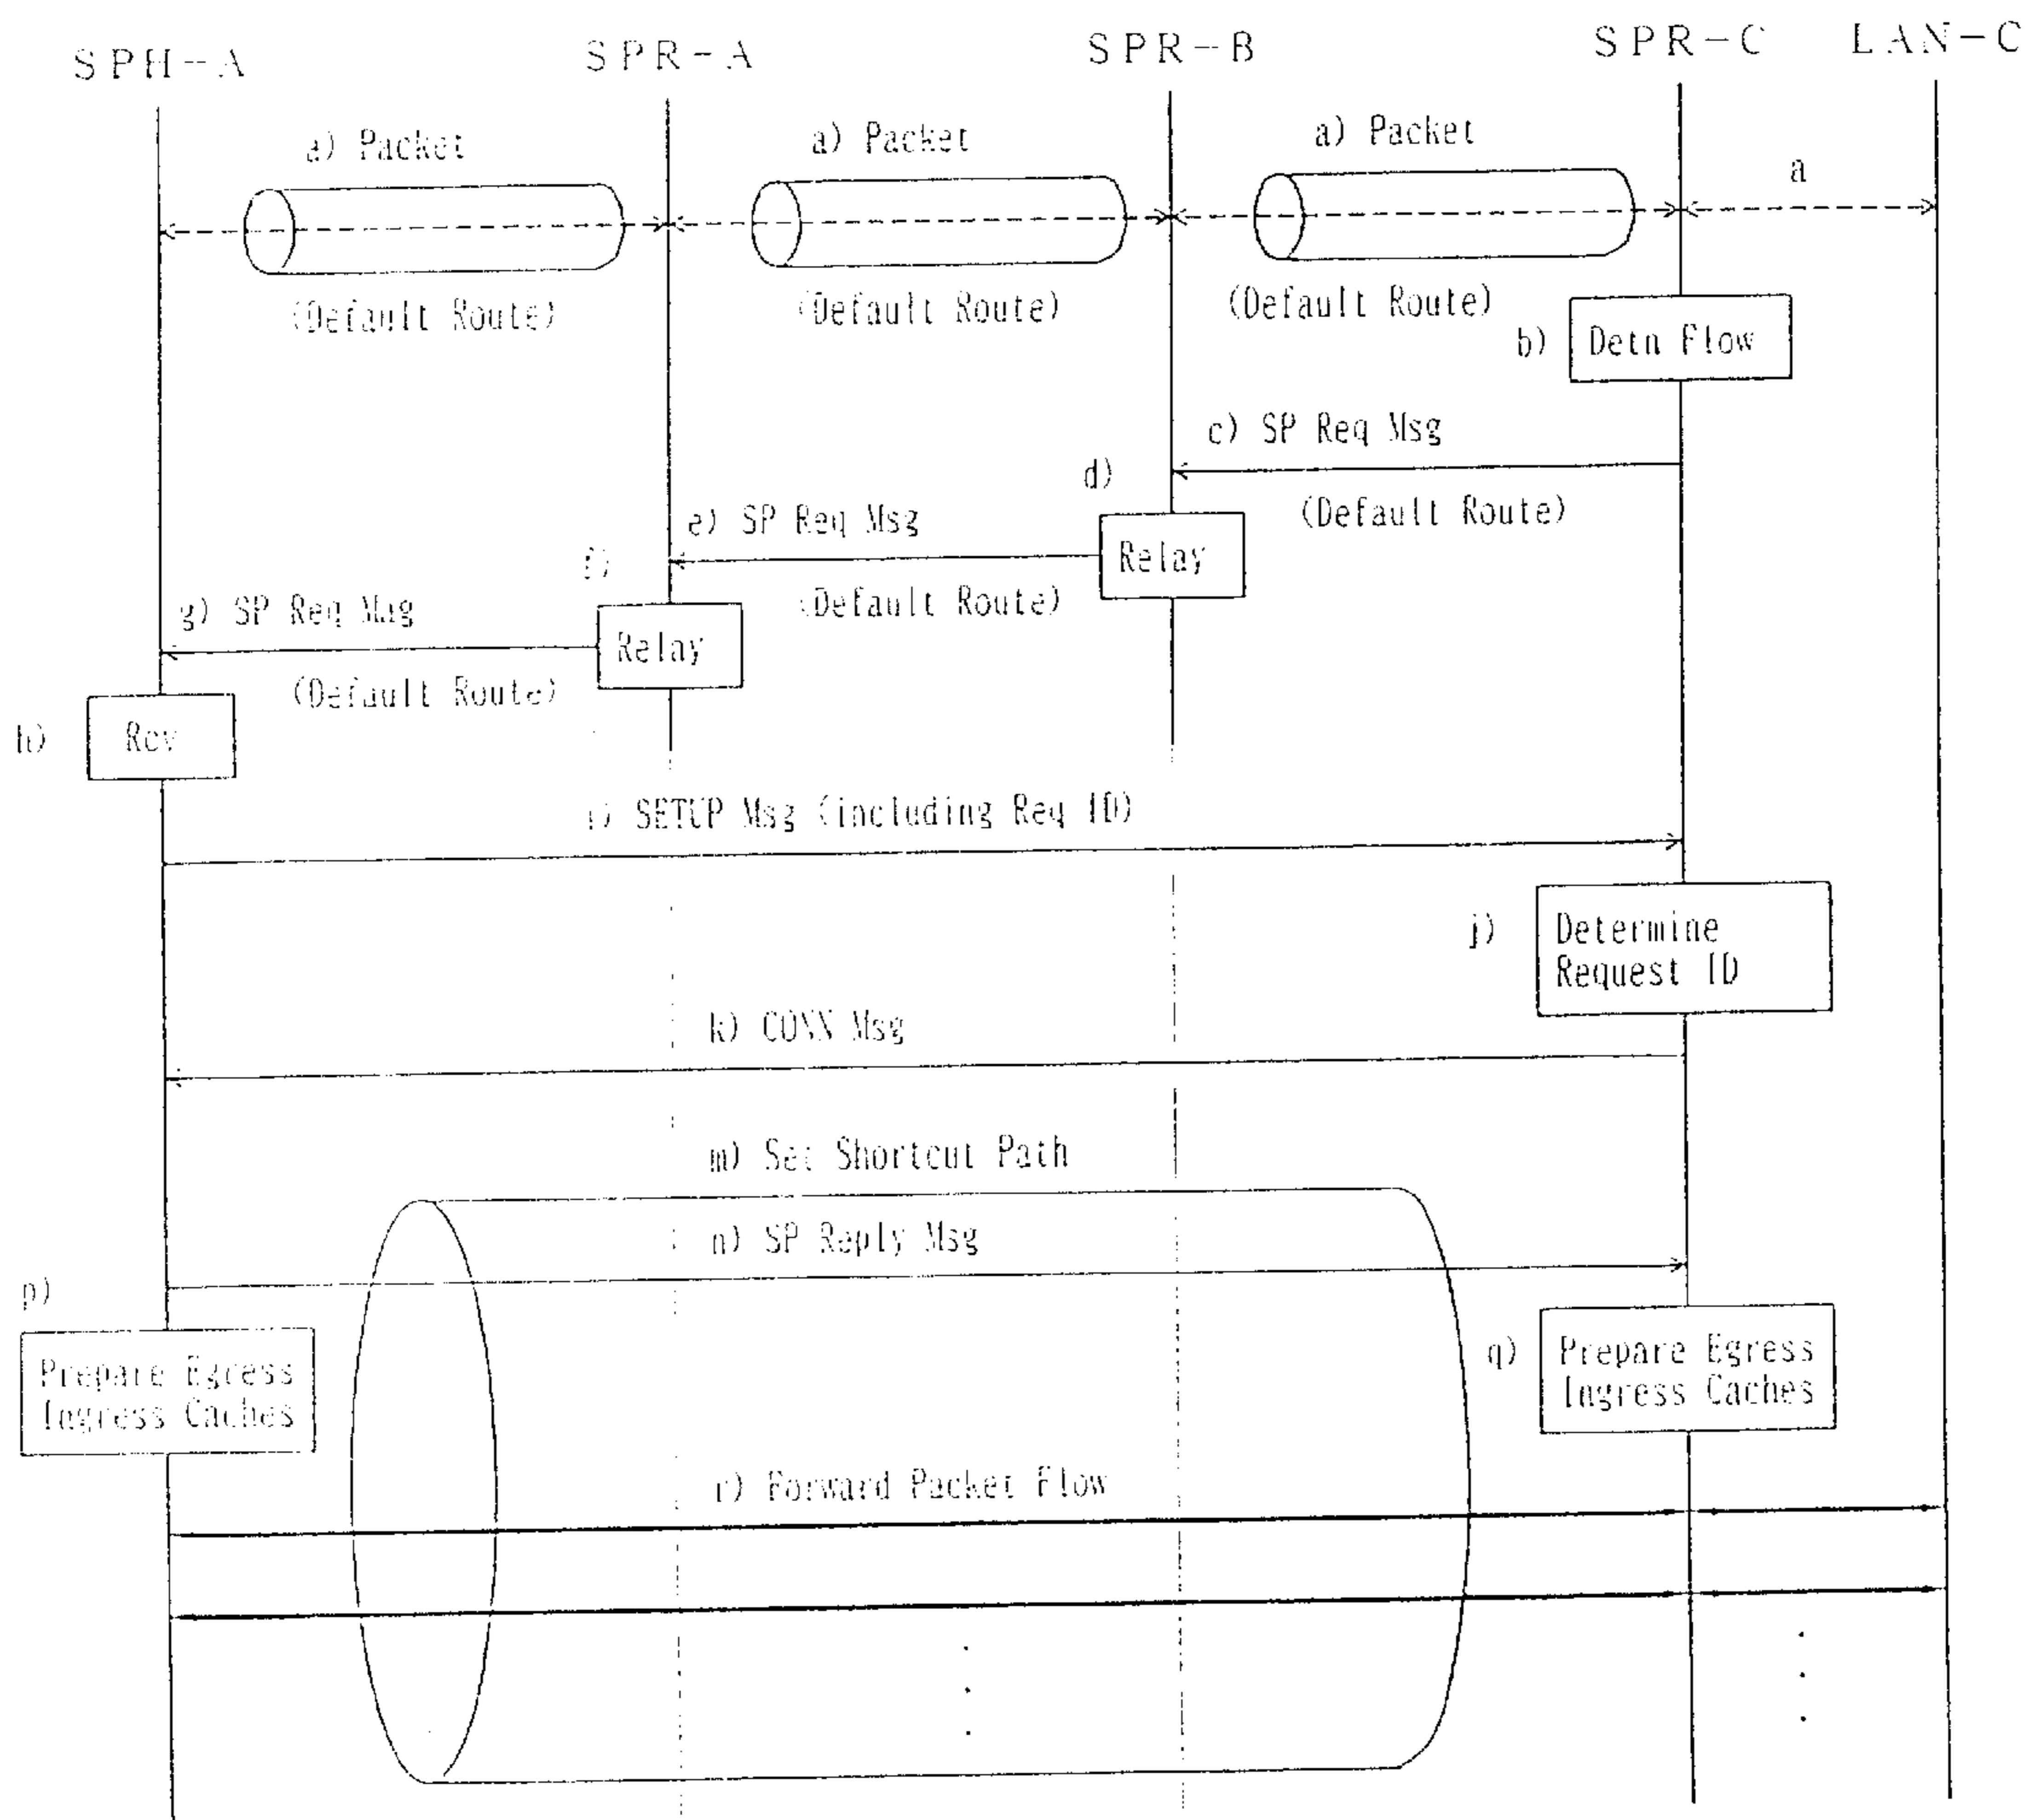 SPH-A
SPR-A
SPR-B
SPR-C
LAN-C
a) Packet
a) Packet
a) Packet
a
(Default Route)
(Default Route)
(Default Route)
b)
Detn Flow
c) SP Req Msg
(Default Route)
d)
Relay
e) SP Req Msg
(Default Route)
f)
Relay
g) SP Req Msg
(Default Route)
h)
Rcv
i) SETUP Msg (including Req ID)
j)
Determine
Request ID
k) CONN Msg
m) Set Shortcut Path
n) SP Reply Msg
p)
Prepare Egress
Ingress Caches
q)
Prepare Egress
Ingress Caches
r) Forward Packet Flow